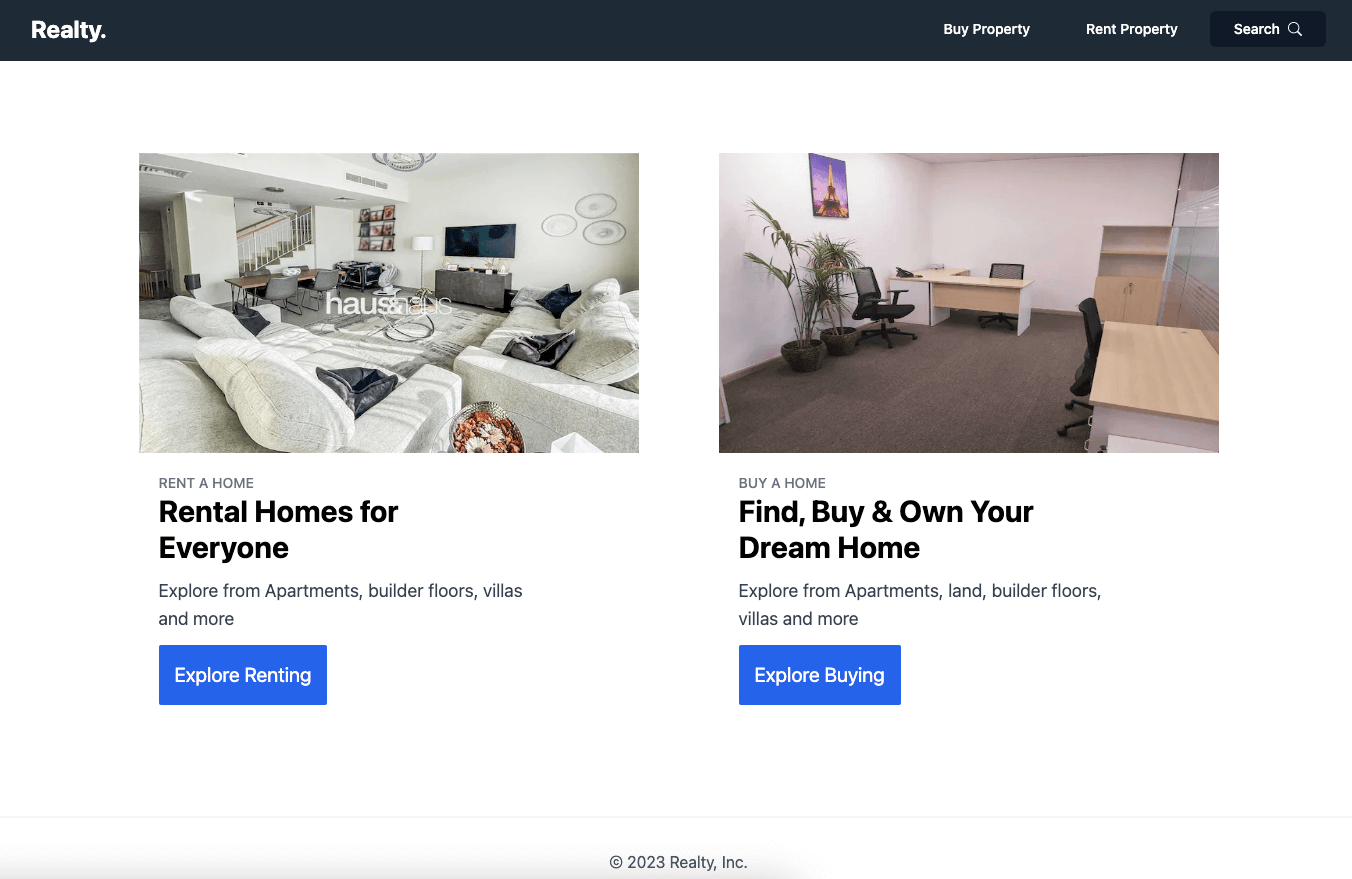 Realty.
Buy Property
Rent Property
Search
haus&haus
RENT A HOME
Rental Homes for
Everyone
Explore from Apartments, builder floors, villas
and more
Explore Renting
BUY A HOME
Find, Buy & Own Your
Dream Home
Explore from Apartments, land, builder floors,
villas and more
Explore Buying
© 2023 Realty, Inc.